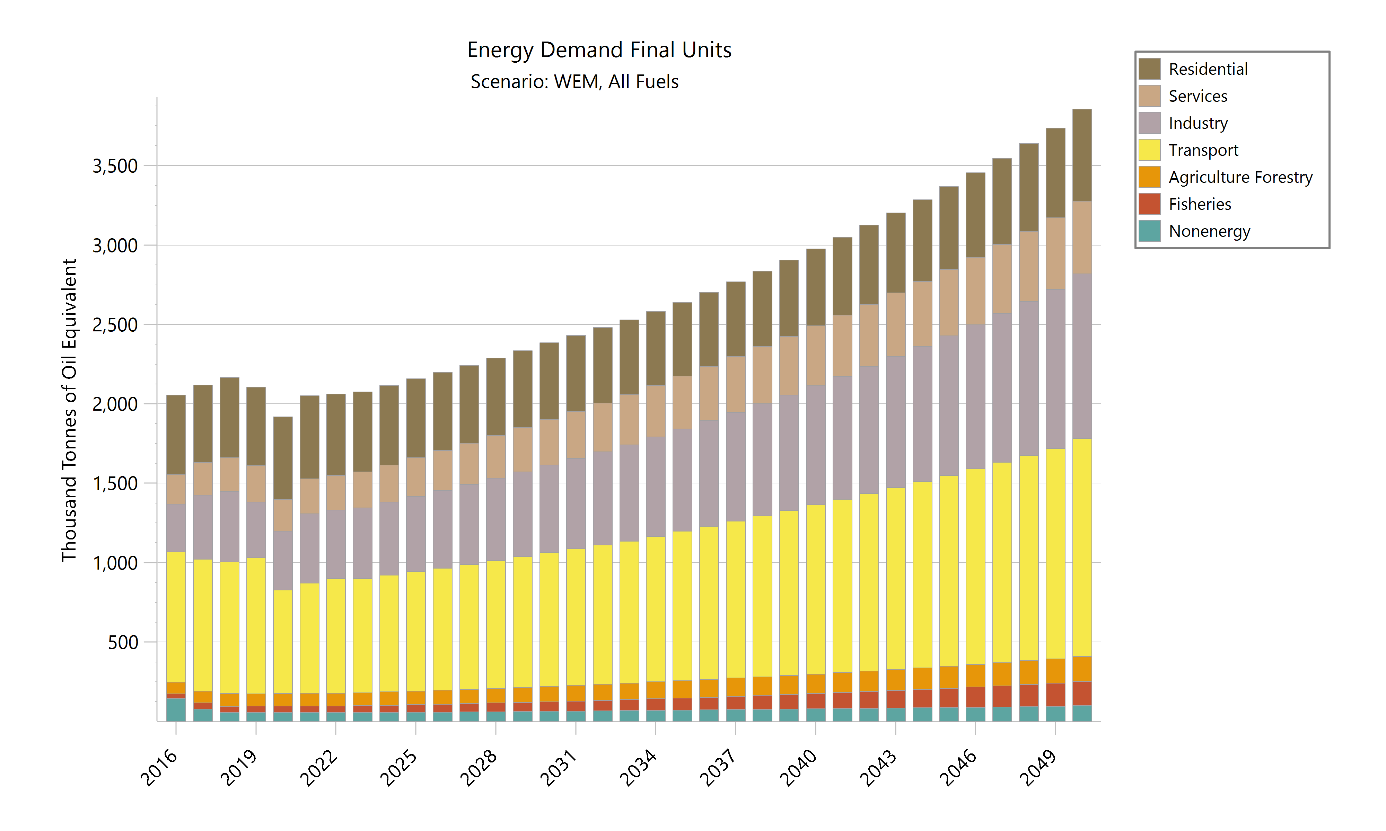 Energy Demand Final Units
Scenario: WEM, All Fuels
Residential
Services
Industry
Transport
Agriculture Forestry
Fisheries
Nonenergy
Thousand Tonnes of Oil Equivalent
3,500
3,000
2,500
2,000
1,500
1,000
500
2016
2019
2022
2025
2028
2031
2034
2037
2040
2043
2046
2049